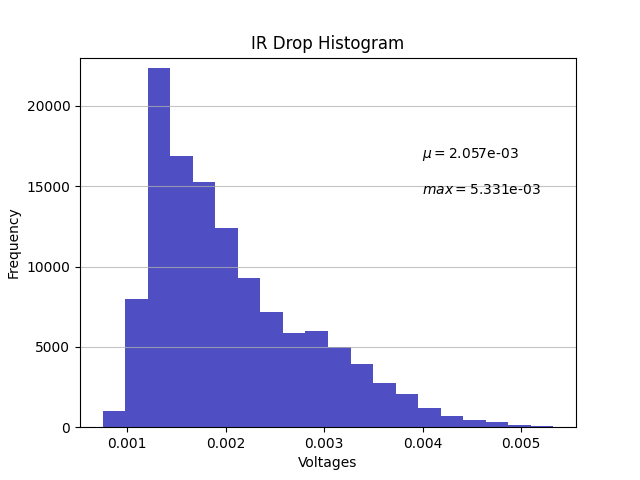 IR Drop Histogram
20000
15000
10000
5000
0
Frequency
μ = 2.057e-03
max = 5.331e-03
0.001 0.002 0.003 0.004 0.005
Voltages